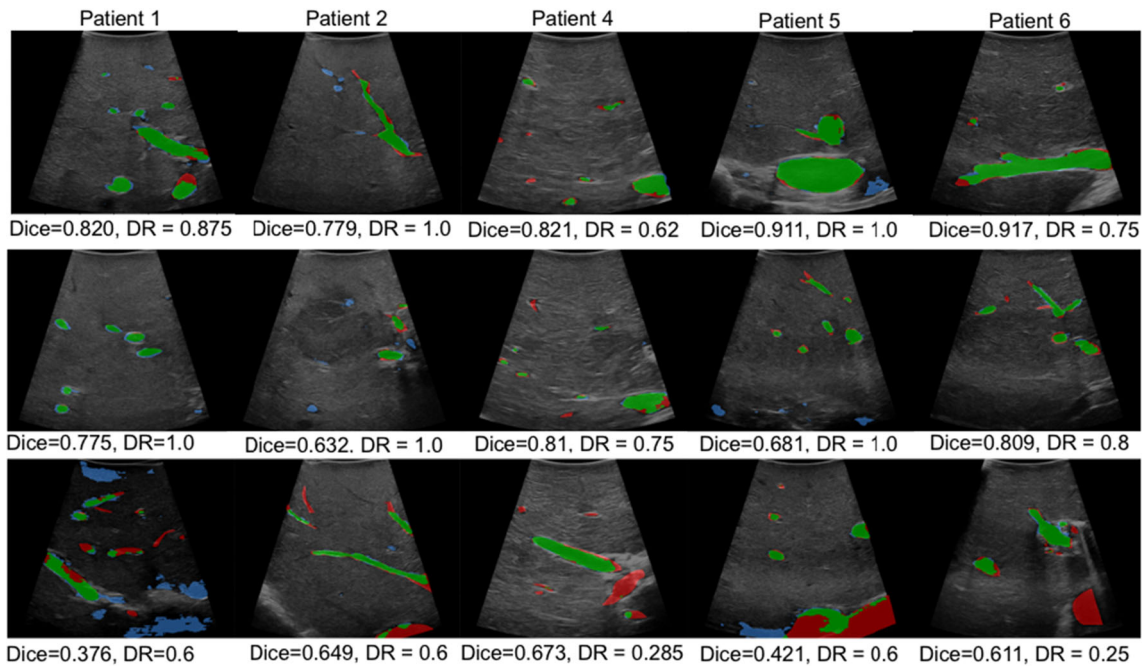 Patient 1 Patient 2 Patient 4 Patient 5 Patient 6
Dice=0.820, DR = 0.875 Dice=0.779, DR = 1.0 Dice=0.821, DR = 0.62 Dice=0.911, DR = 1.0 Dice=0.917, DR = 0.75
Dice=0.775, DR=1.0 Dice=0.632. DR = 1.0 Dice=0.81, DR = 0.75 Dice=0.681, DR = 1.0 Dice=0.809, DR = 0.8
Dice=0.376, DR=0.6 Dice=0.649, DR = 0.6 Dice=0.673, DR = 0.285 Dice=0.421, DR = 0.6 Dice=0.611, DR = 0.25